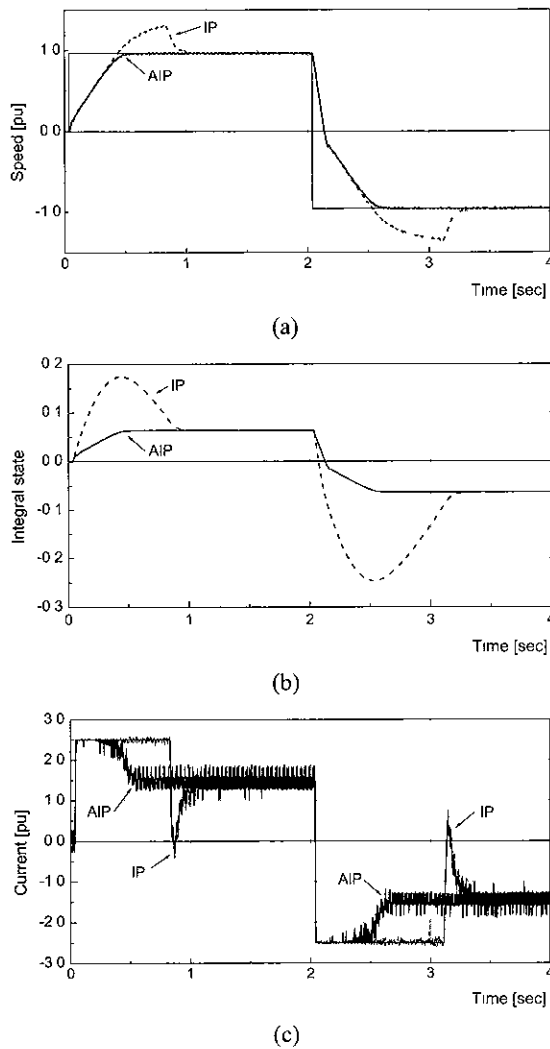 IP
AIP
1.0
0.0
-1.0
Speed [pu]
0 1 2 3 4
Time [sec]
(a)
0.2
0.1
0.0
-0.1
-0.2
-0.3
IP
AIP
Integral state
0 1 2 3 4
Time [sec]
(b)
3.0
2.0
1.0
0.0
-1.0
-2.0
-3.0
AIP
IP
IP
AIP
Current [pu]
0 1 2 3 4
Time [sec]
(c)